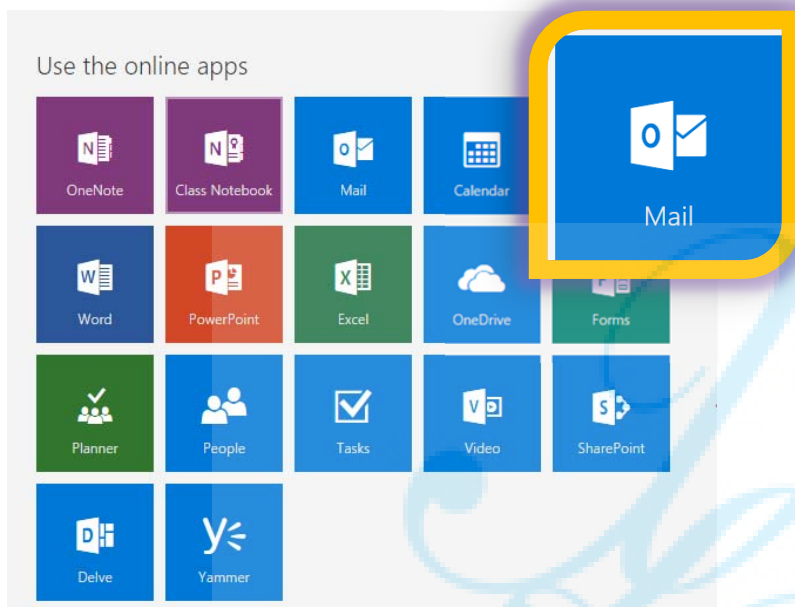 Use the online apps
OneNote
Class Notebook
Mail
Calendar
Mail
Word
PowerPoint
Excel
OneDrive
Forms
Planner
People
Tasks
Video
SharePoint
Delve
Yammer